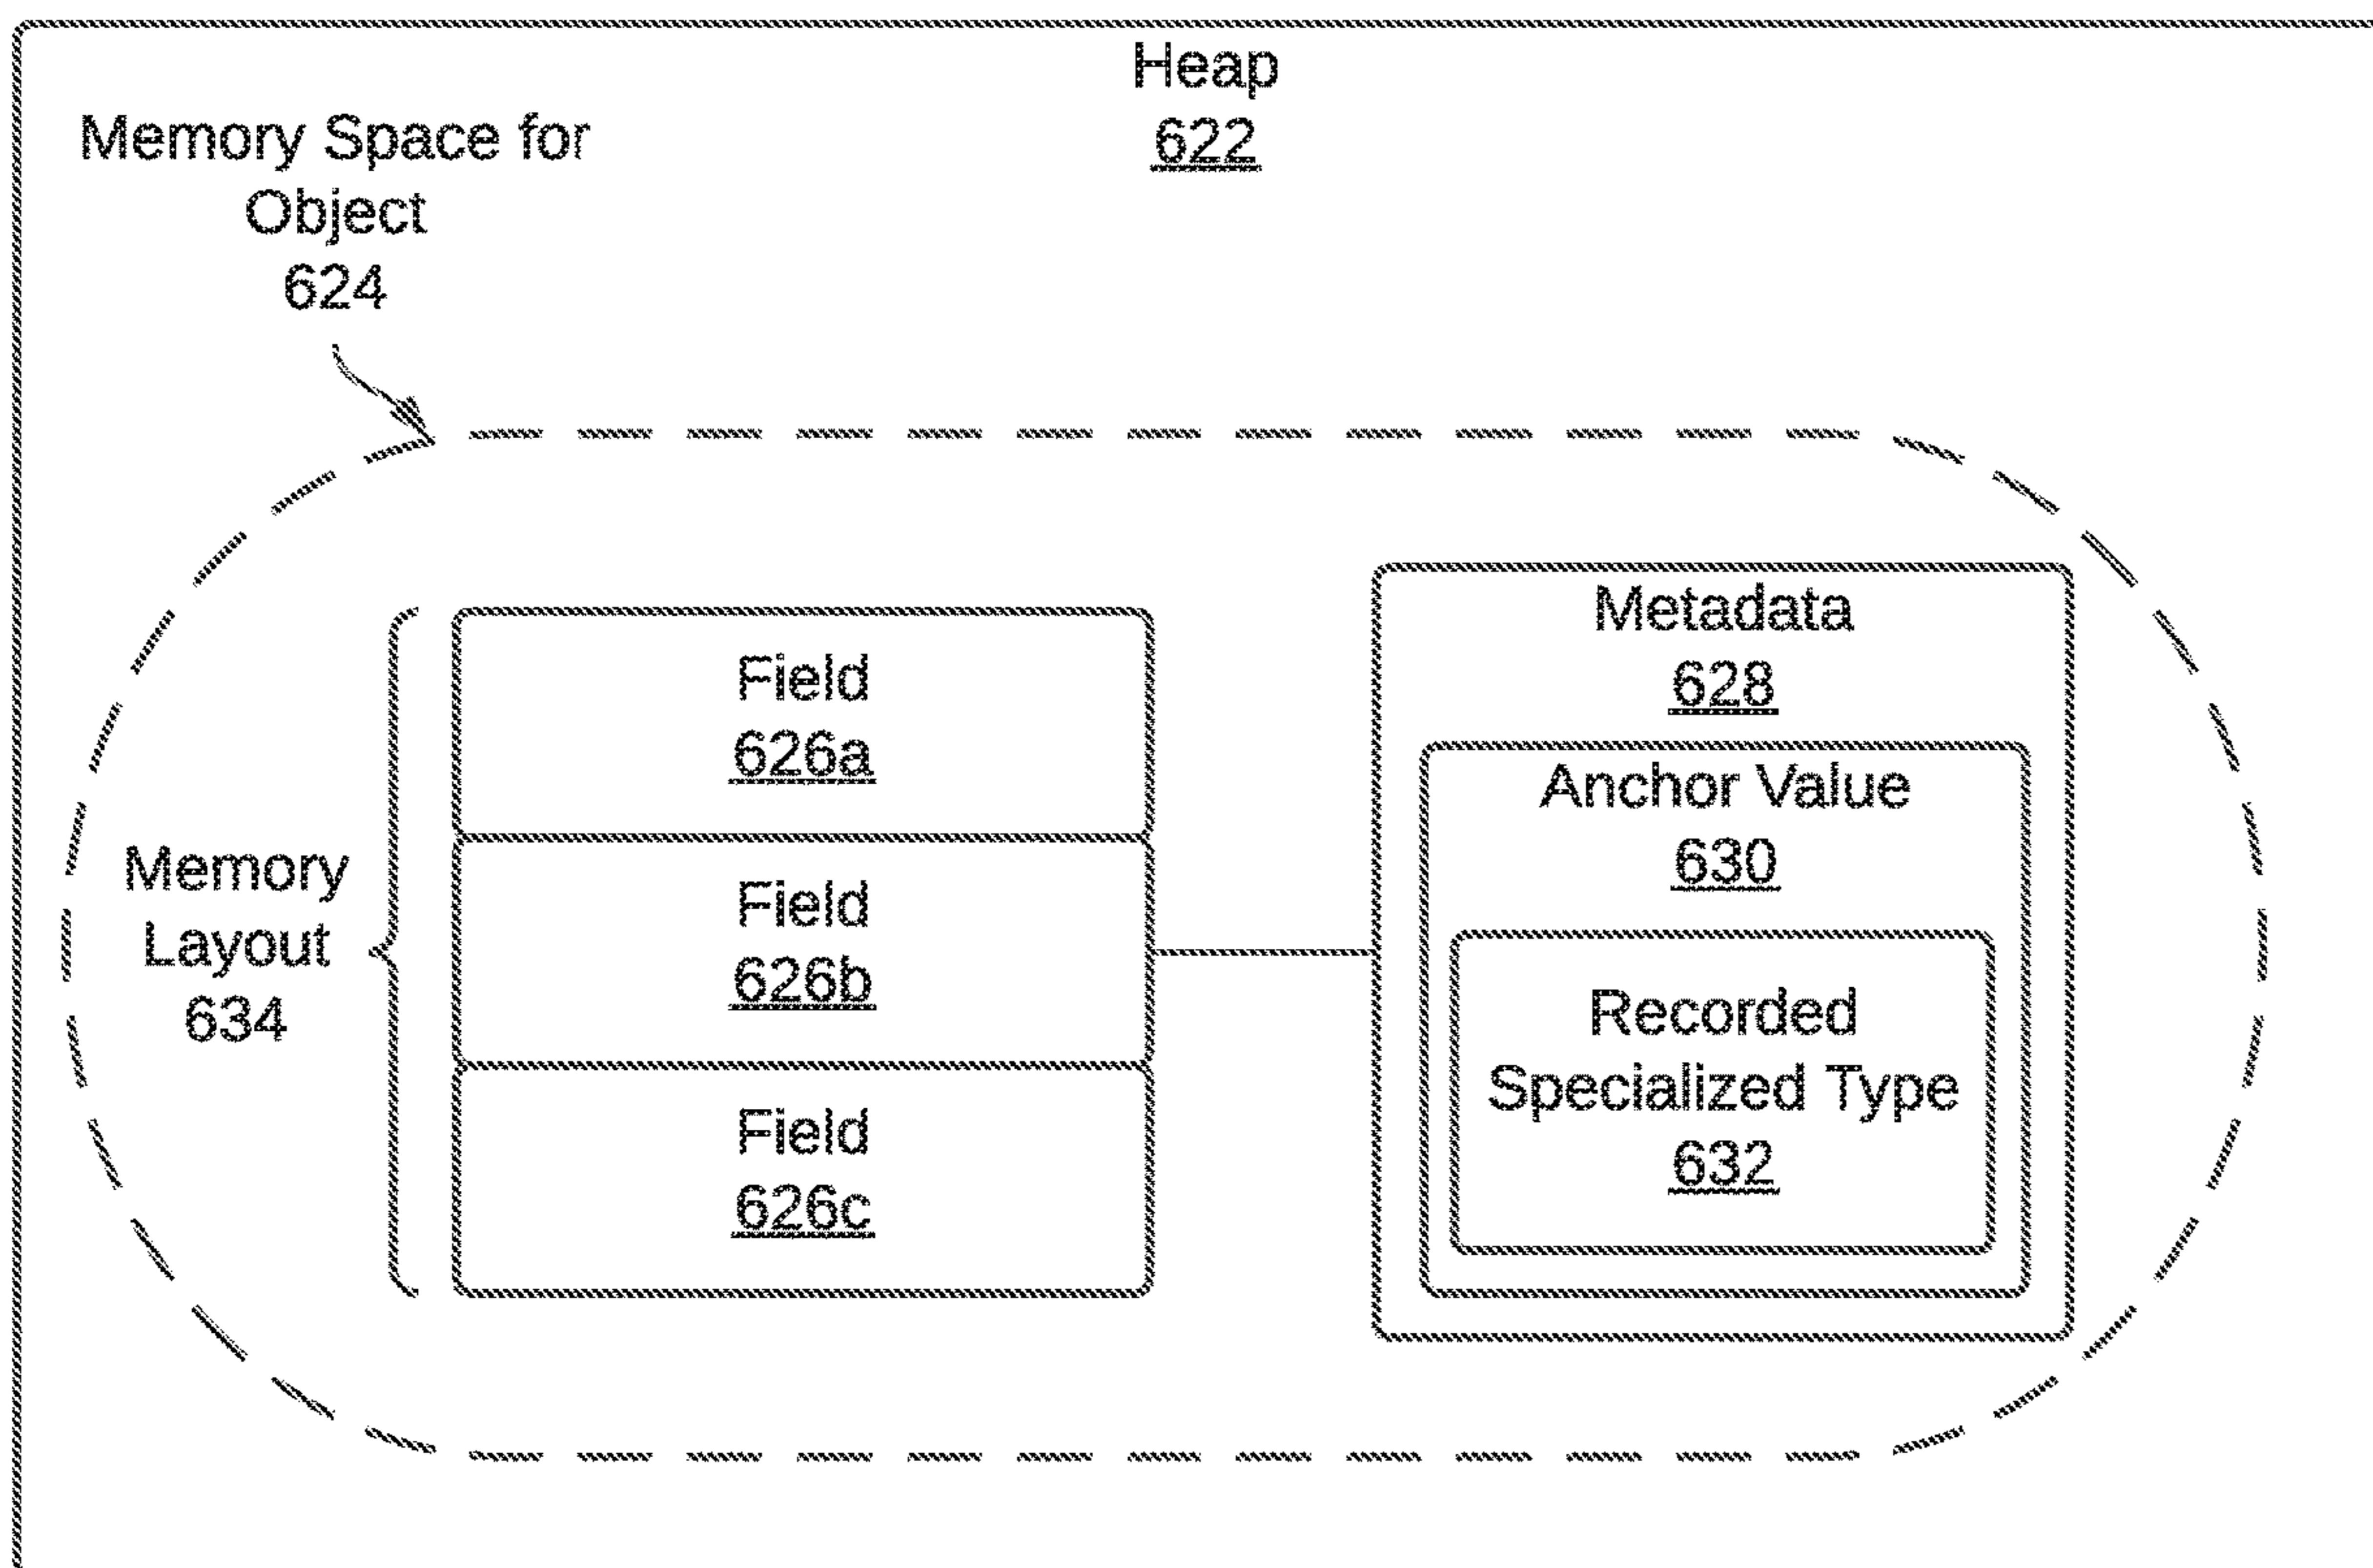 Heap
622
Memory Space for
Object
624
Memory
Layout
634
Field
626a
Field
626b
Field
626c
Metadata
628
Anchor Value
630
Recorded
Specialized Type
632